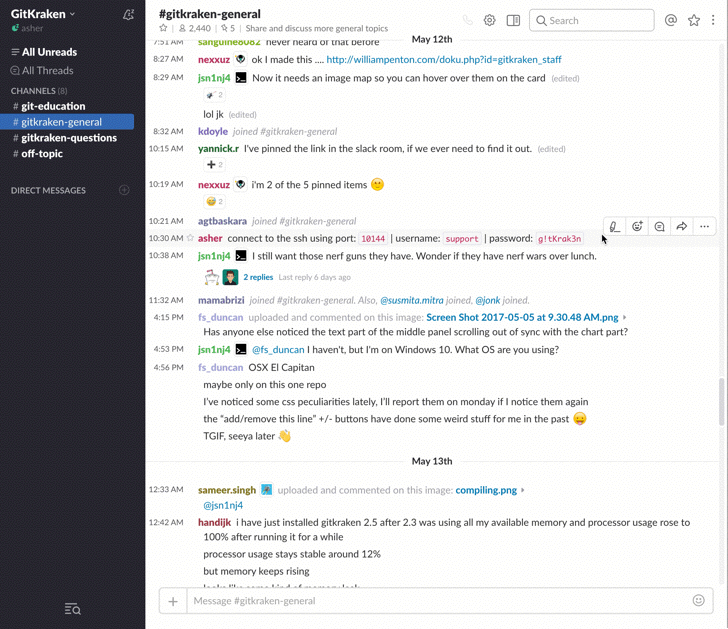 GitKraken
asher
All Unreads
All Threads
CHANNELS (8)
# git-education
# gitkraken-general
# gitkraken-questions
# off-topic
DIRECT MESSAGES
#gitkraken-general
2,440 | 5 | Share and discuss more general topics
Search
May 12th
7:51 AM sanguine8082 never heard of that before
8:27 AM nexxuz ok I made this .... http://williampenton.com/doku.php?id=gitkraken_staff
8:29 AM jsn1nj4 Now it needs an image map so you can hover over them on the card (edited)
2
lol jk (edited)
8:32 AM kdoyle joined #gitkraken-general
10:15 AM yannick.r I've pinned the link in the slack room, if we ever need to find it out. (edited)
2
10:19 AM nexxuz i'm 2 of the 5 pinned items
2
10:21 AM agtbaskara joined #gitkraken-general
10:30 AM asher connect to the ssh using port: 10144 | username: support | password: g!tKrak3n
10:38 AM jsn1nj4 I still want those nerf guns they have. Wonder if they have nerf wars over lunch.
2 replies Last reply 6 days ago
11:32 AM mamabrizi joined #gitkraken-general. Also, @susmita.mitra joined, @jonk joined.
4:15 PM fs_duncan uploaded and commented on this image: Screen Shot 2017-05-05 at 9.30.48 AM.png
Has anyone else noticed the text part of the middle panel scrolling out of sync with the chart part?
4:53 PM jsn1nj4 @fs_duncan I haven't, but I'm on Windows 10. What OS are you using?
4:56 PM fs_duncan OSX El Capitan
maybe only on this one repo
I've noticed some css peculiarities lately, I'll report them on monday if I notice them again
the “add/remove this line” +/- buttons have done some weird stuff for me in the past
TGIF, seeya later
May 13th
12:33 AM sameer.singh uploaded and commented on this image: compiling.png
@jsn1nj4
12:42 AM handijk i have just installed gitkraken 2.5 after 2.3 was using all my available memory and processor usage rose to
100% after running it for a while
processor usage stays stable around 12%
but memory keeps rising
looks like some kind of memory leak
Message #gitkraken-general